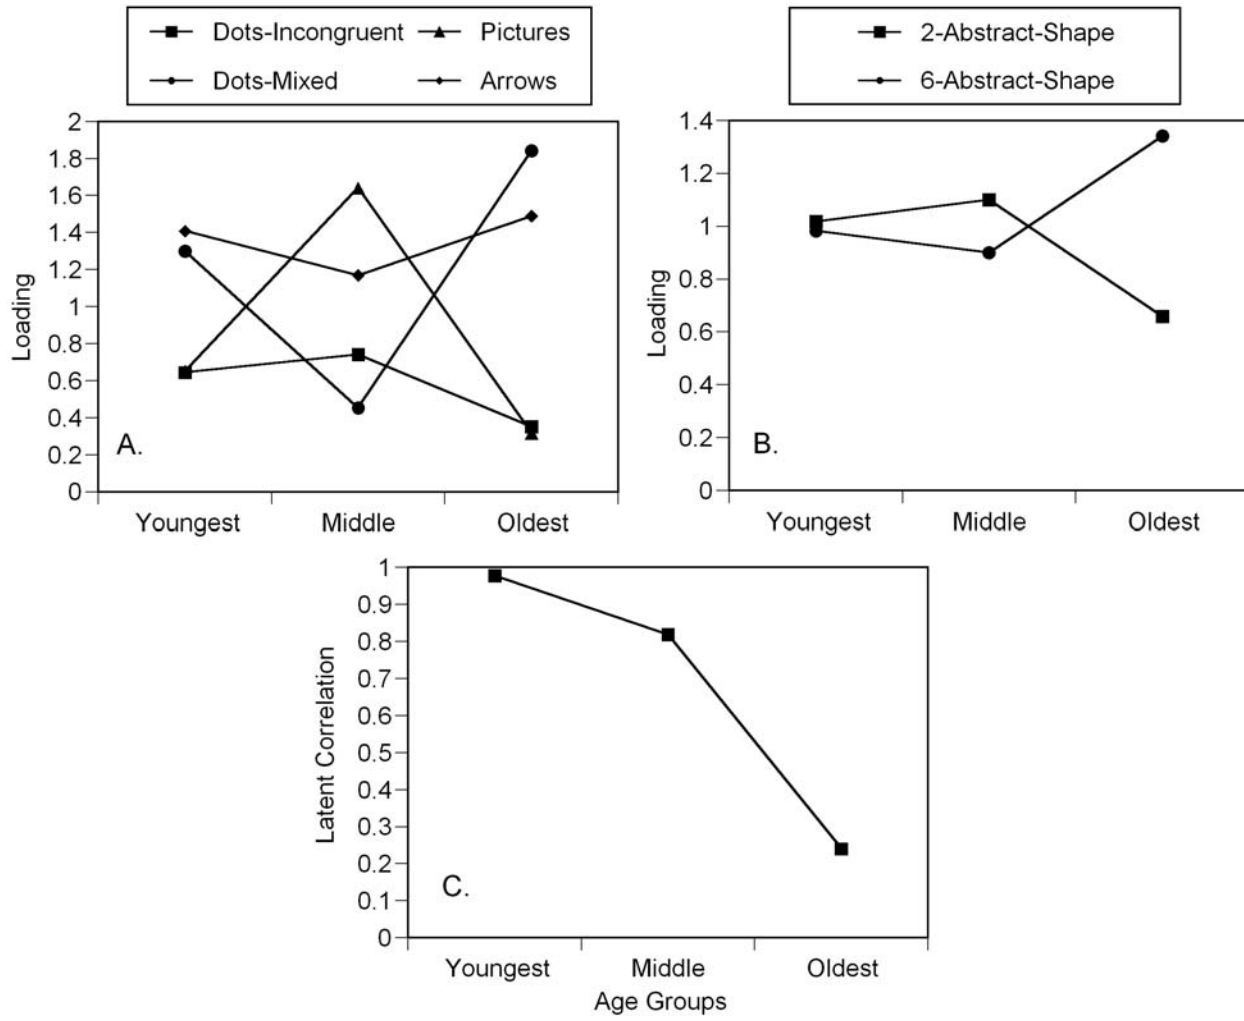 Dots-Incongruent Pictures
Dots-Mixed Arrows
2
1.8
1.6
1.4
1.2
1
0.8
0.6
0.4
0.2
0
Loading
A.
Youngest Middle Oldest
2-Abstract-Shape
6-Abstract-Shape
1.4
1.2
1
0.8
0.6
0.4
0.2
0
Loading
B.
Youngest Middle Oldest
1
0.9
0.8
0.7
0.6
0.5
0.4
0.3
0.2
0.1
0
Latent Correlation
C.
Youngest Middle Oldest
Age Groups